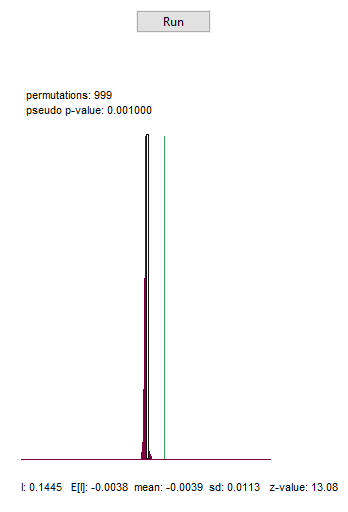 Run
permutations: 999
pseudo p-value: 0.001000
I: 0.1445 E[I]: -0.0038 mean: -0.0039 sd: 0.0113 z-value: 13.08